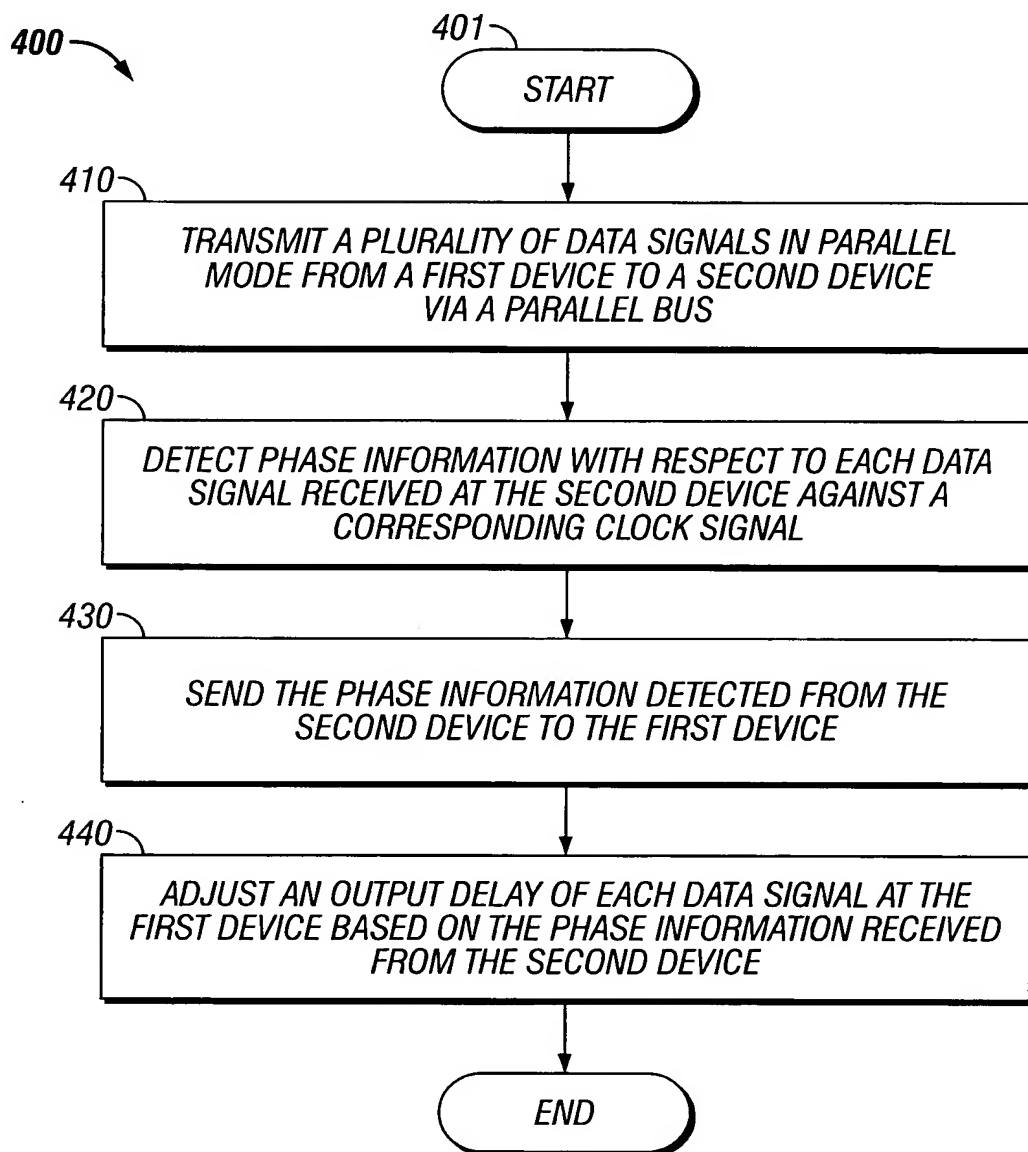 400
401
START
410
TRANSMIT A PLURALITY OF DATA SIGNALS IN PARALLEL
MODE FROM A FIRST DEVICE TO A SECOND DEVICE
VIA A PARALLEL BUS
420
DETECT PHASE INFORMATION WITH RESPECT TO EACH DATA
SIGNAL RECEIVED AT THE SECOND DEVICE AGAINST A
CORRESPONDING CLOCK SIGNAL
430
SEND THE PHASE INFORMATION DETECTED FROM THE
SECOND DEVICE TO THE FIRST DEVICE
440
ADJUST AN OUTPUT DELAY OF EACH DATA SIGNAL AT THE
FIRST DEVICE BASED ON THE PHASE INFORMATION RECEIVED
FROM THE SECOND DEVICE
END